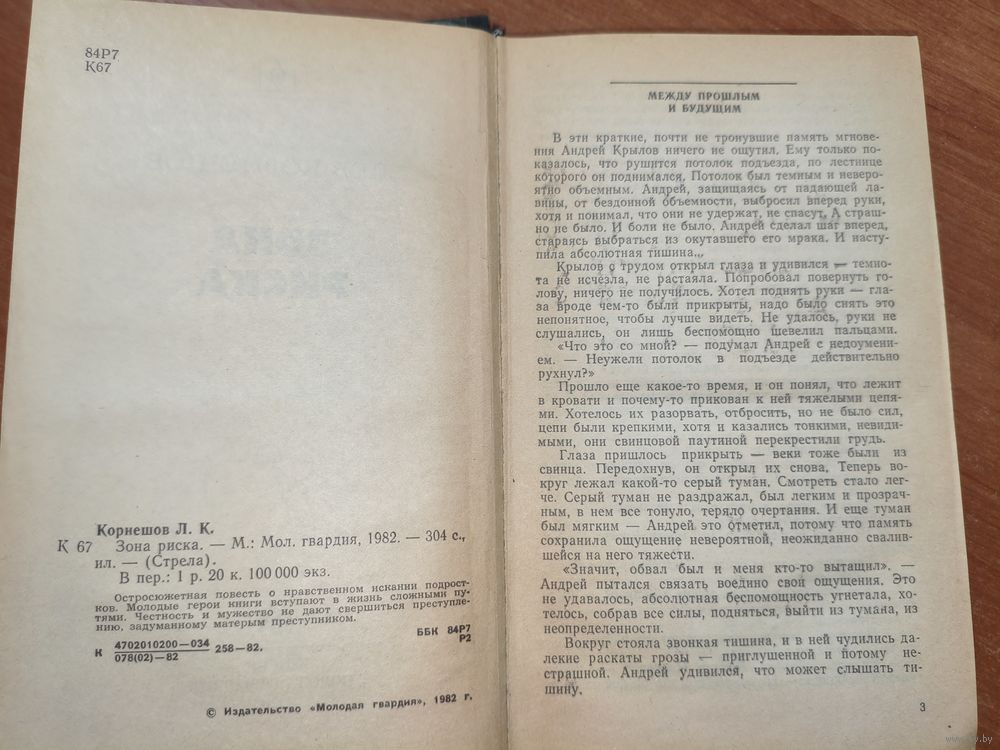 84Р7
К67
Корнешов Л. К.
К 67 Зона риска. — М.: Мол. гвардия, 1982. — 304 с.,
ил. — (Стрела).
В пер.: 1 р. 20 к. 100 000 экз.
Остросюжетная повесть о нравственном искании подрост-
ков. Молодые герои книги вступают в жизнь сложными пу-
тями. Честность и мужество не дают свершиться преступле-
нию, задуманному матерым преступником.
К 4702010200—034
078(02)—82
258—82.
ББК 84Р7
Р2
© Издательство «Молодая гвардия», 1982 г.
МЕЖДУ ПРОШЛЫМ
И БУДУЩИМ
В эти краткие, почти не тронувшие память мгнове-
ния Андрей Крылов ничего не ощутил. Ему только по-
казалось, что рушится потолок подъезда, по лестнице
которого он поднимался. Потолок был темным и неверо-
ятно объемным. Андрей, защищаясь от падающей ла-
вины, от бездонной объемности, выбросил вперед руки,
хотя и понимал, что они не удержат, не спасут. А страш-
но не было. И боли не было. Андрей сделал шаг вперед,
стараясь выбраться из окутавшего его мрака. И насту-
пила абсолютная тишина...
Крылов с трудом открыл глаза и удивился — темно-
та не исчезла, не растаяла. Попробовал повернуть го-
лову, ничего не получилось. Хотел поднять руки — гла-
за вроде чем-то были прикрыты, надо было снять это
непонятное, чтобы лучше видеть. Не удалось, руки не
слушались, он лишь беспомощно шевелил пальцами.
«Что это со мной? — подумал Андрей с недоумени-
ем. — Неужели потолок в подъезде действительно
рухнул?»
Прошло еще какое-то время, и он понял, что лежит
в кровати и почему-то прикован к ней тяжелыми цепя-
ми. Хотелось их разорвать, отбросить, но не было сил,
цепи были крепкими, хотя и казались тонкими, невиди-
мыми, они свинцовой паутиной перекрестили грудь.
Глаза пришлось прикрыть — веки тоже были из
свинца. Передохнув, он открыл их снова. Теперь во-
круг лежал какой-то серый туман. Смотреть стало лег-
че. Серый туман не раздражал, был легким и прозрач-
ным, в нем все тонуло, теряло очертания. И еще туман
был мягким — Андрей это отметил, потому что память
сохранила ощущение невероятной, неожиданно свалив-
шейся на него тяжести.
«Значит, обвал был и меня кто-то вытащил». —
Андрей пытался связать воедино свои ощущения. Это
не удавалось, абсолютная беспомощность угнетала, хо-
телось, собрав все силы, подняться, выйти из тумана, из
неопределенности.
Вокруг стояла звонкая тишина, и в ней чудились да-
лекие раскаты грозы — приглушенной и потому не-
страшной. Андрей удивился, что может слышать ти-
шину.
3